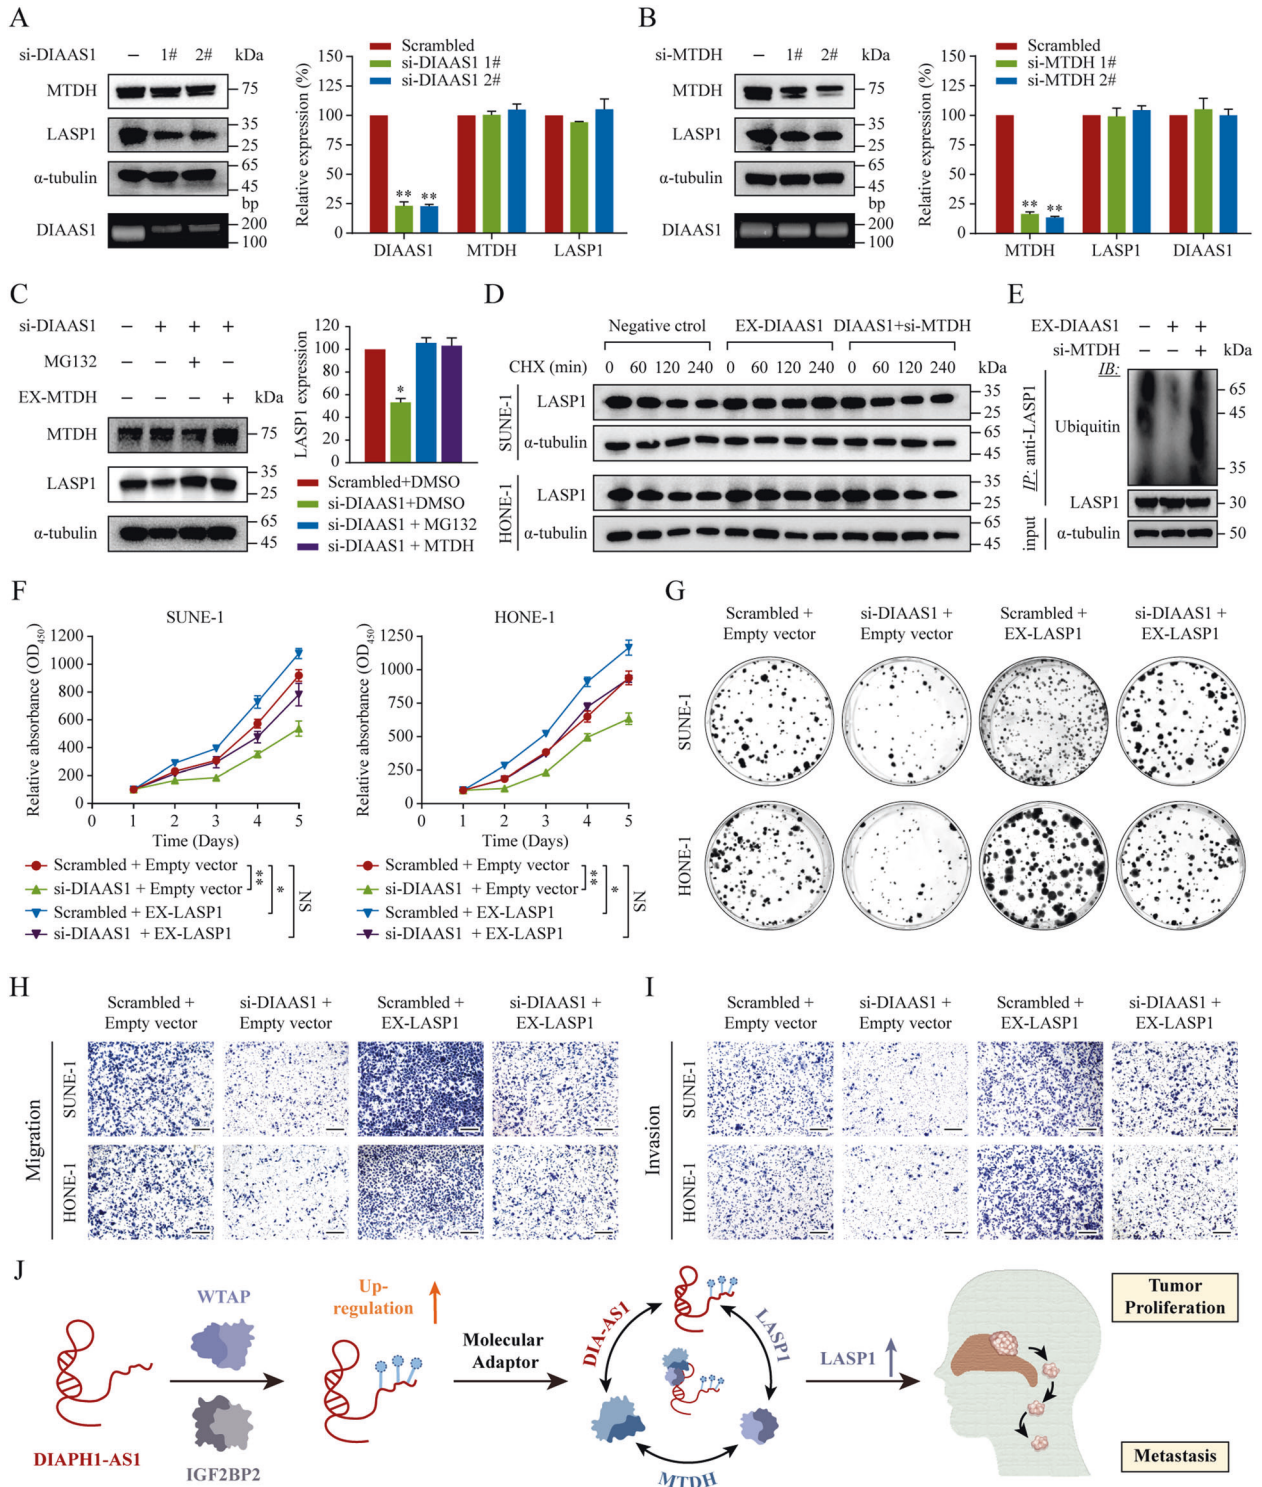 A
si-DIAAS1 – 1# 2# kDa
MTDH 75
LASP1 35
25
α-tubulin 65
45
bp
DIAAS1 200
100
Relative expression (%)
150
125
100
75
50
25
0
Scrambled
si-DIAAS1 1#
si-DIAAS1 2#
** **
DIAAS1 MTDH LASP1
B
si-MTDH – 1# 2# kDa
MTDH 75
LASP1 35
25
α-tubulin 65
45
bp
DIAAS1 200
100
Relative expression (%)
150
125
100
75
50
25
0
Scrambled
si-MTDH 1#
si-MTDH 2#
** **
MTDH LASP1 DIAAS1
C
si-DIAAS1 – + + +
MG132 – – + –
EX-MTDH – – – + kDa
MTDH 75
LASP1 35
25
α-tubulin 65
45
LASP1 expression
120
100
80
60
40
20
0
*
Scrambled+DMSO
si-DIAAS1+DMSO
si-DIAAS1 + MG132
si-DIAAS1 + MTDH
D
Negative ctrol EX-DIAAS1 DIAAS1+si-MTDH
CHX (min) 0 60 120 240 0 60 120 240 0 60 120 240 kDa
SUNE-1
LASP1 35
25
α-tubulin 65
45
HONE-1
LASP1 35
25
α-tubulin 65
45
E
EX-DIAAS1 – + +
si-MTDH – – + kDa
IB:
IP: anti-LASP1
Ubiquitin 65
45
35
LASP1 30
input
α-tubulin 50
F
SUNE-1
Relative absorbance (OD450)
1200
1000
800
600
400
200
0
0 1 2 3 4 5
Time (Days)
Scrambled + Empty vector
si-DIAAS1 + Empty vector
Scrambled + EX-LASP1
si-DIAAS1 + EX-LASP1
** * NS
HONE-1
Relative absorbance (OD450)
1250
1000
750
500
250
0
0 1 2 3 4 5
Time (Days)
Scrambled + Empty vector
si-DIAAS1 + Empty vector
Scrambled + EX-LASP1
si-DIAAS1 + EX-LASP1
** * NS
G
Scrambled + si-DIAAS1 + Scrambled + si-DIAAS1 +
Empty vector Empty vector EX-LASP1 EX-LASP1
SUNE-1
HONE-1
H
Scrambled + si-DIAAS1 + Scrambled + si-DIAAS1 +
Empty vector Empty vector EX-LASP1 EX-LASP1
Migration
SUNE-1
HONE-1
I
Scrambled + si-DIAAS1 + Scrambled + si-DIAAS1 +
Empty vector Empty vector EX-LASP1 EX-LASP1
Invasion
SUNE-1
HONE-1
J
DIAPH1-AS1
WTAP
IGF2BP2
Up-
regulation
Molecular
Adaptor
DIA-AS1
LASP1
MTDH
LASP1
Tumor
Proliferation
Metastasis